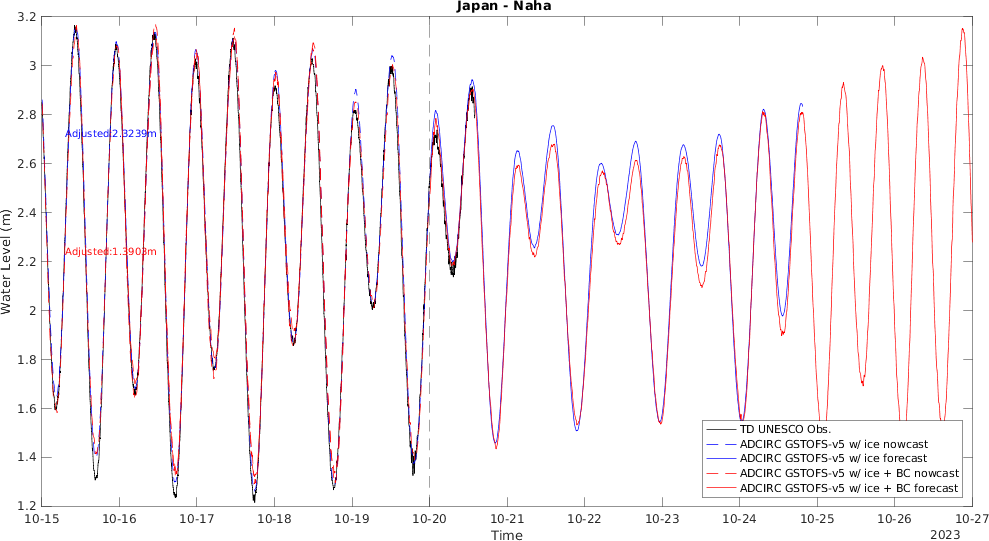 Japan - Naha
3.2
3
2.8
2.6
2.4
2.2
2
1.8
1.6
1.4
1.2
Water Level (m)
Adjusted:2.3239m
Adjusted:1.3903m
TD UNESCO Obs.
ADCIRC GSTOFS-v5 w/ ice nowcast
ADCIRC GSTOFS-v5 w/ ice forecast
ADCIRC GSTOFS-v5 w/ ice + BC nowcast
ADCIRC GSTOFS-v5 w/ ice + BC forecast
10-15 10-16 10-17 10-18 10-19 10-20 10-21 10-22 10-23 10-24 10-25 10-26 10-27
Time
2023